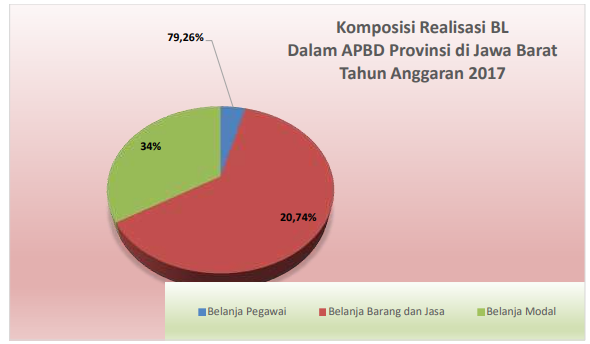 Komposisi Realisasi BL
Dalam APBD Provinsi di Jawa Barat
Tahun Anggaran 2017
79,26%
34%
20,74%
Belanja Pegawai
Belanja Barang dan Jasa
Belanja Modal